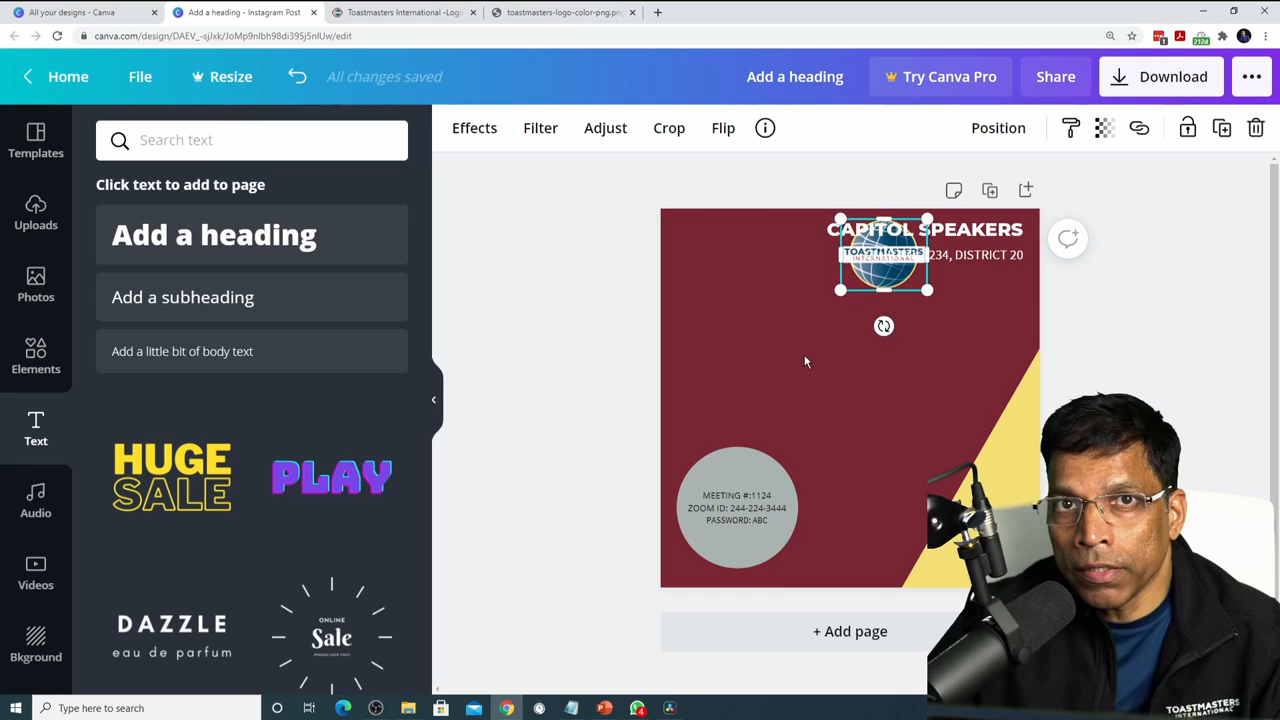 All your designs - Canva
Add a heading - Instagram Post
Toastmasters International -Logo
toastmasters-logo-color-png.png
canva.com/design/DAEV_-sjJxk/JoMp9nIbh98di395j5nIUw/edit
212d
Home
File
Resize
All changes saved
Add a heading
Try Canva Pro
Share
Download
Effects
Filter
Adjust
Crop
Flip
Position
Templates
Uploads
Photos
Elements
Text
Audio
Videos
Bkground
Search text
Click text to add to page
Add a heading
Add a subheading
Add a little bit of body text
HUGE
SALE
PLAY
DAZZLE
eau de parfum
ONLINE
Sale
CAPITOL SPEAKERS
TOASTMASTERS
INTERNATIONAL
234, DISTRICT 20
MEETING #:1124
ZOOM ID: 244-224-3444
PASSWORD: ABC
+ Add page
TOASTMASTERS
INTERNATIONAL
Type here to search
4